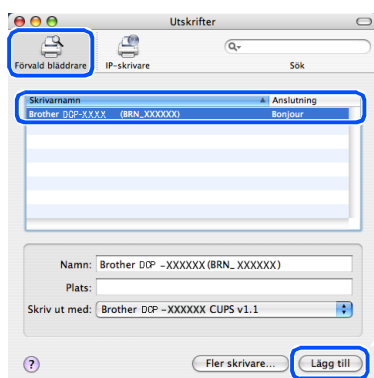 Utskrifter
Förvald bläddrare IP-skrivare Sök
Skrivarnamn Anslutning
Brother DCP-XXXX (BRN_XXXXXX) Bonjour
Namn: Brother DCP -XXXXXX (BRN_ XXXXXX)
Plats:
Skriv ut med: Brother DCP -XXXXXX CUPS v1.1
? Fler skrivare... Lägg till